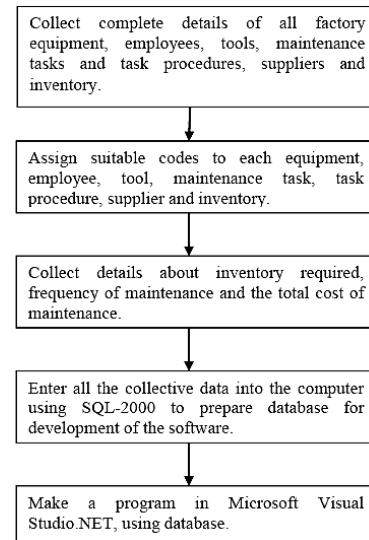 Collect complete details of all factory
equipment, employees, tools, maintenance
tasks and task procedures, suppliers and
inventory.
Assign suitable codes to each equipment,
employee, tool, maintenance task, task
procedure, supplier and inventory.
Collect details about inventory required,
frequency of maintenance and the total cost of
maintenance.
Enter all the collective data into the computer
using SQL-2000 to prepare database for
development of the software.
Make a program in Microsoft Visual
Studio.NET, using database.